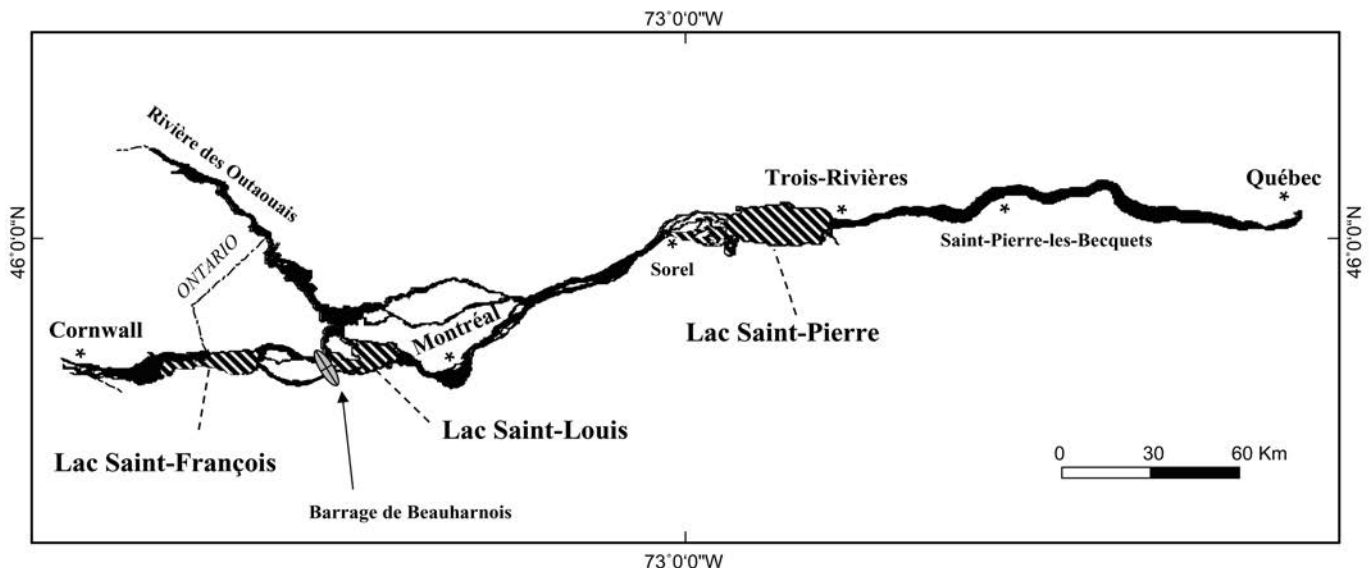 73°0'0"W
Rivière des Outaouais
Trois-Rivières
Québec
46°0'0"N
ONTARIO
Saint-Pierre-les-Becquets
46°0'0"N
Sorel
Cornwall
Montréal
Lac Saint-Pierre
Lac Saint-Louis
Lac Saint-François
0 30 60 Km
Barrage de Beauharnois
73°0'0"W